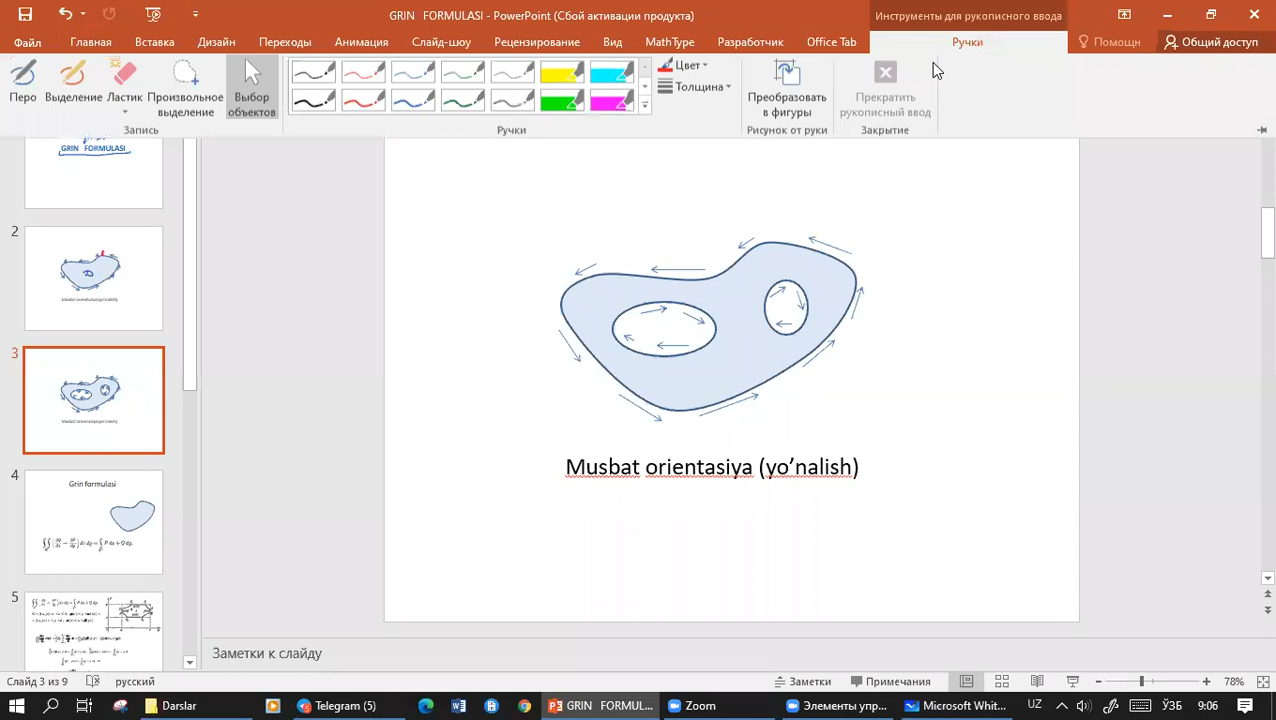 GRIN FORMULASI - PowerPoint (Сбой активации продукта)
Инструменты для рукописного ввода
Файл Главная Вставка Дизайн Переходы Анимация Слайд-шоу Рецензирование Вид MathType Разработчик Office Tab Ручки Помощн Общий доступ
Перо Выделение Ластик Произвольное выделение Выбор объектов
Цвет
Толщина
Преобразовать в фигуры
Прекратить рукописный ввод
Запись Ручки Рисунок от руки Закрытие
GRIN FORMULASI
2
3
4
Grin formulasi
5
Musbat orientasiya (yo’nalish)
Заметки к слайду
Слайд 3 из 9 русский Заметки Примечания 78%
Darslar Telegram (5) GRIN FORMUL... Zoom Элементы упр... Microsoft Whit... UZ ЎЗБ 9:06